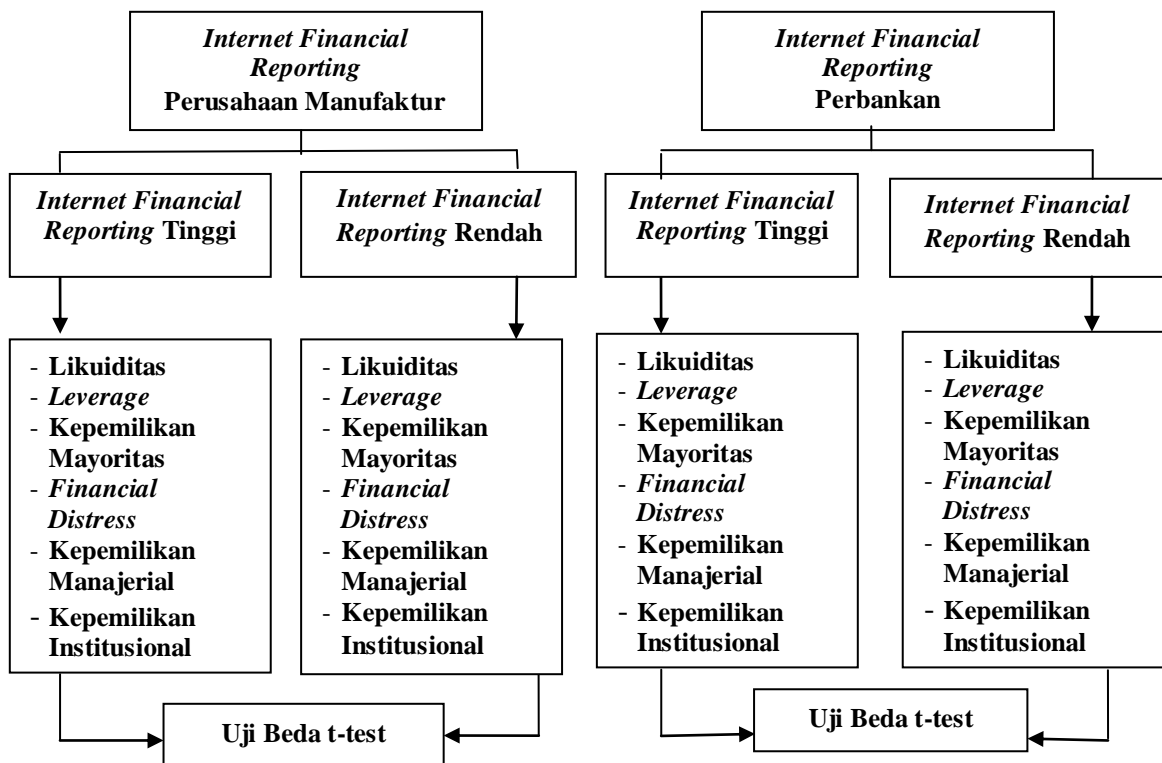 Internet Financial
Reporting
Perusahaan Manufaktur
Internet Financial
Reporting Tinggi
Internet Financial
Reporting Rendah
- Likuiditas
- Leverage
- Kepemilikan
Mayoritas
- Financial
Distress
- Kepemilikan
Manajerial
- Kepemilikan
Institusional
- Likuiditas
- Leverage
- Kepemilikan
Mayoritas
- Financial
Distress
- Kepemilikan
Manajerial
- Kepemilikan
Institusional
Uji Beda t-test
Internet Financial
Reporting
Perbankan
Internet Financial
Reporting Tinggi
Internet Financial
Reporting Rendah
- Likuiditas
- Leverage
- Kepemilikan
Mayoritas
- Financial
Distress
- Kepemilikan
Manajerial
- Kepemilikan
Institusional
- Likuiditas
- Leverage
- Kepemilikan
Mayoritas
- Financial
Distress
- Kepemilikan
Manajerial
- Kepemilikan
Institusional
Uji Beda t-test